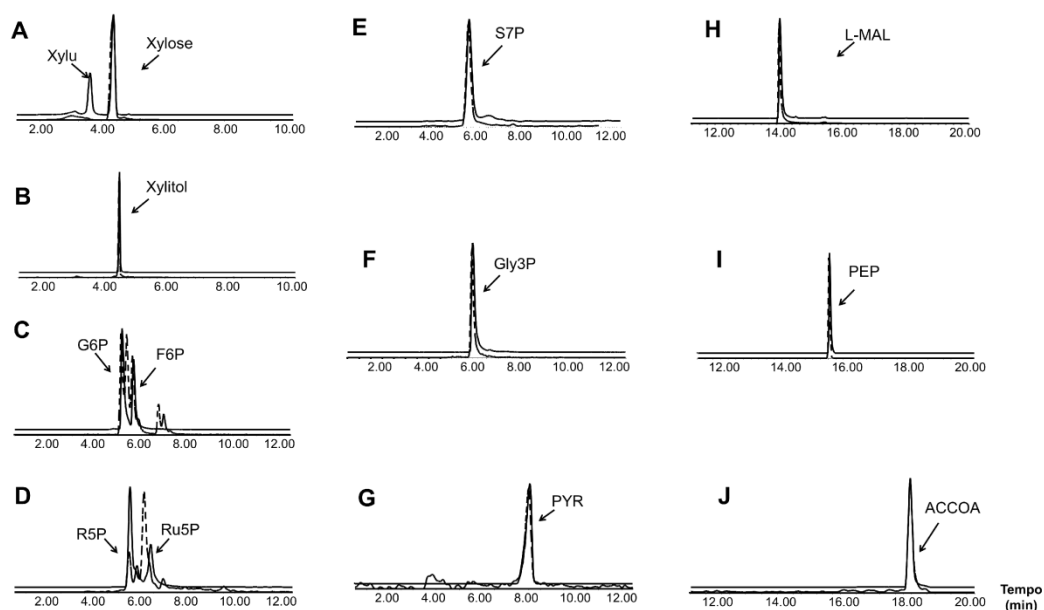 A
Xylu
Xylose
2.00 4.00 6.00 8.00 10.00
B
Xylitol
2.00 4.00 6.00 8.00 10.00
C
G6P
F6P
2.00 4.00 6.00 8.00 10.00 12.00
D
R5P
Ru5P
2.00 4.00 6.00 8.00 10.00 12.00
E
S7P
2.00 4.00 6.00 8.00 10.00 12.00
F
Gly3P
2.00 4.00 6.00 8.00 10.00 12.00
G
PYR
2.00 4.00 6.00 8.00 10.00 12.00
H
L-MAL
12.00 14.00 16.00 18.00 20.00
I
PEP
12.00 14.00 16.00 18.00 20.00
J
ACCOA
12.00 14.00 16.00 18.00 20.00
Tempo
(min)